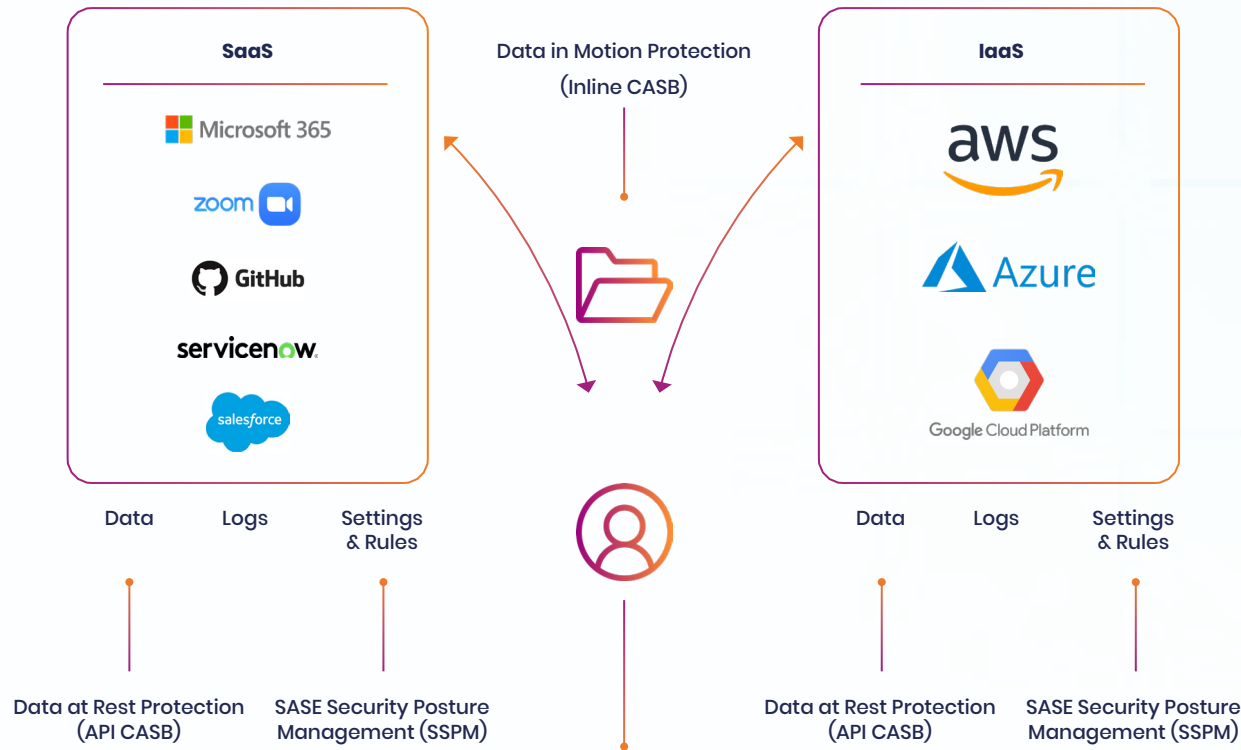 SaaS
Microsoft 365
zoom
GitHub
servicenow.
salesforce
Data
Logs
Settings
& Rules
Data at Rest Protection
(API CASB)
SASE Security Posture
Management (SSPM)
Data in Motion Protection
(Inline CASB)
IaaS
aws
Azure
Google Cloud Platform
Data
Logs
Settings
& Rules
Data at Rest Protection
(API CASB)
SASE Security Posture
Management (SSPM)